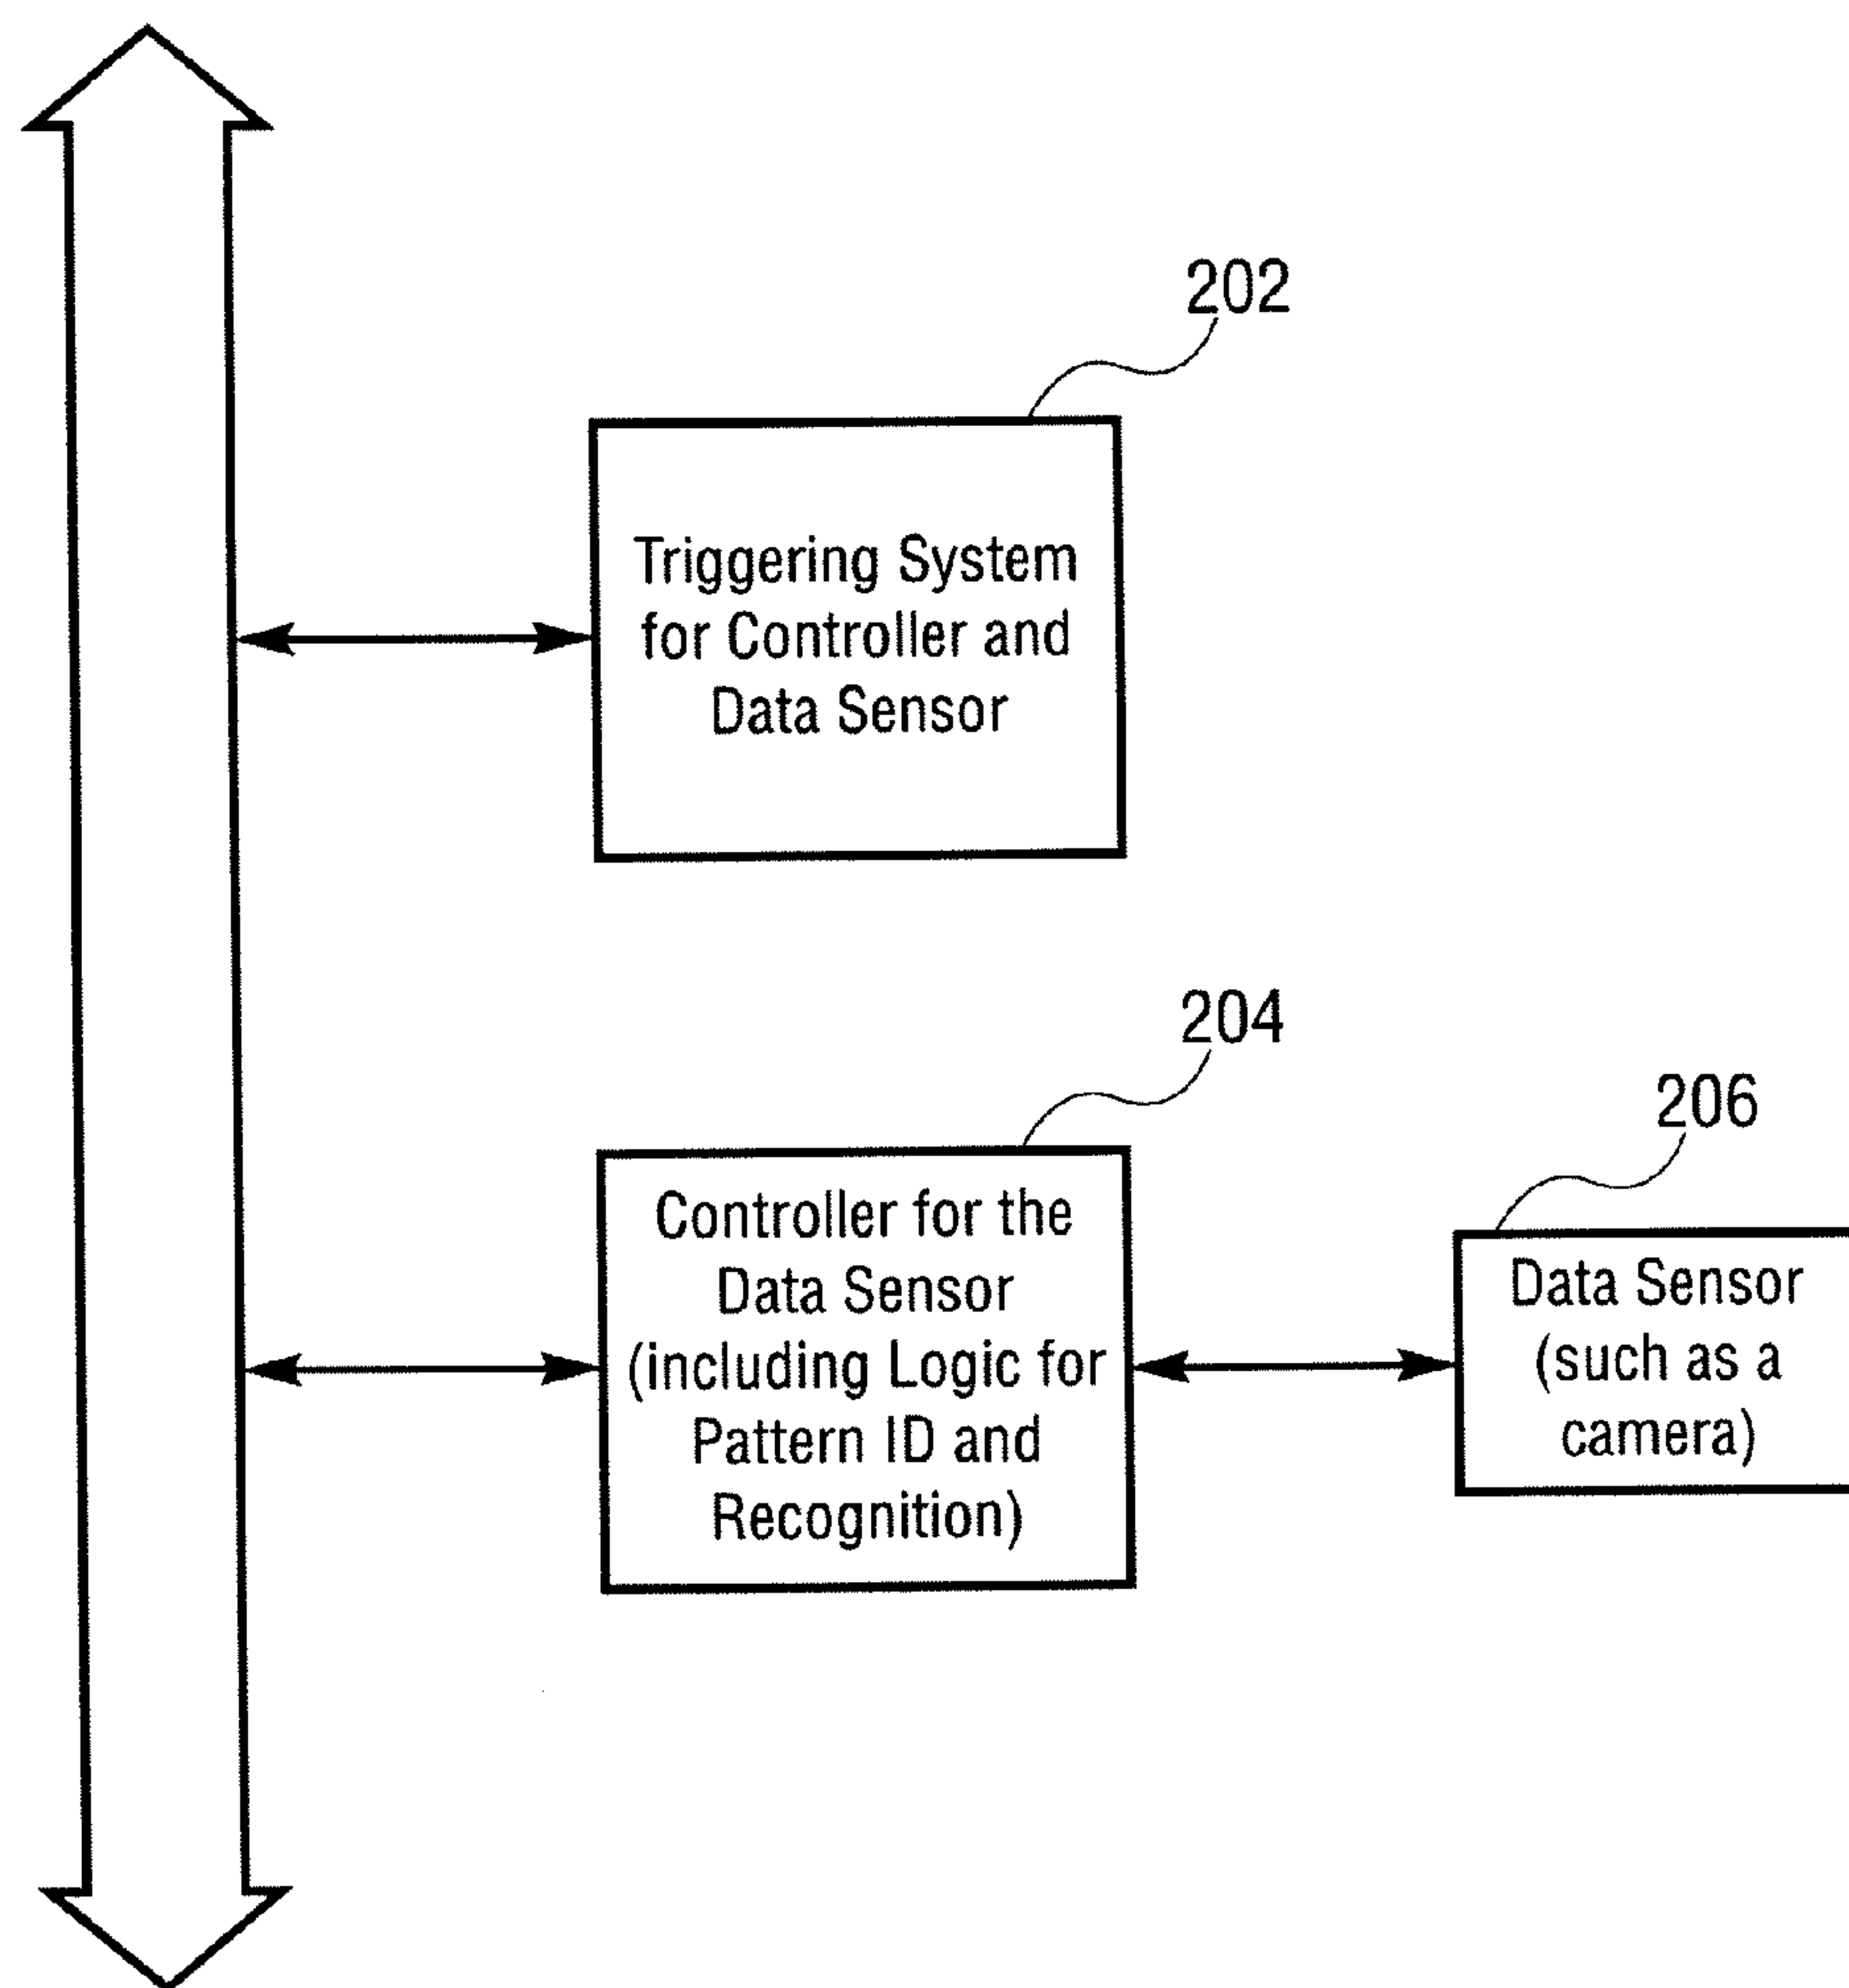 202
Triggering System
for Controller and
Data Sensor
204
Controller for the
Data Sensor
(including Logic for
Pattern ID and
Recognition)
206
Data Sensor
(such as a
camera)